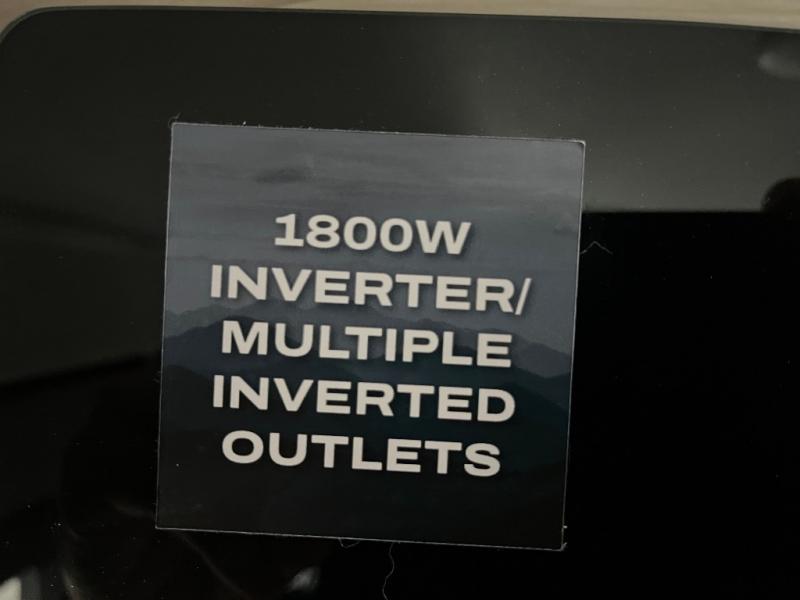 1800W
INVERTER/
MULTIPLE
INVERTED
OUTLETS